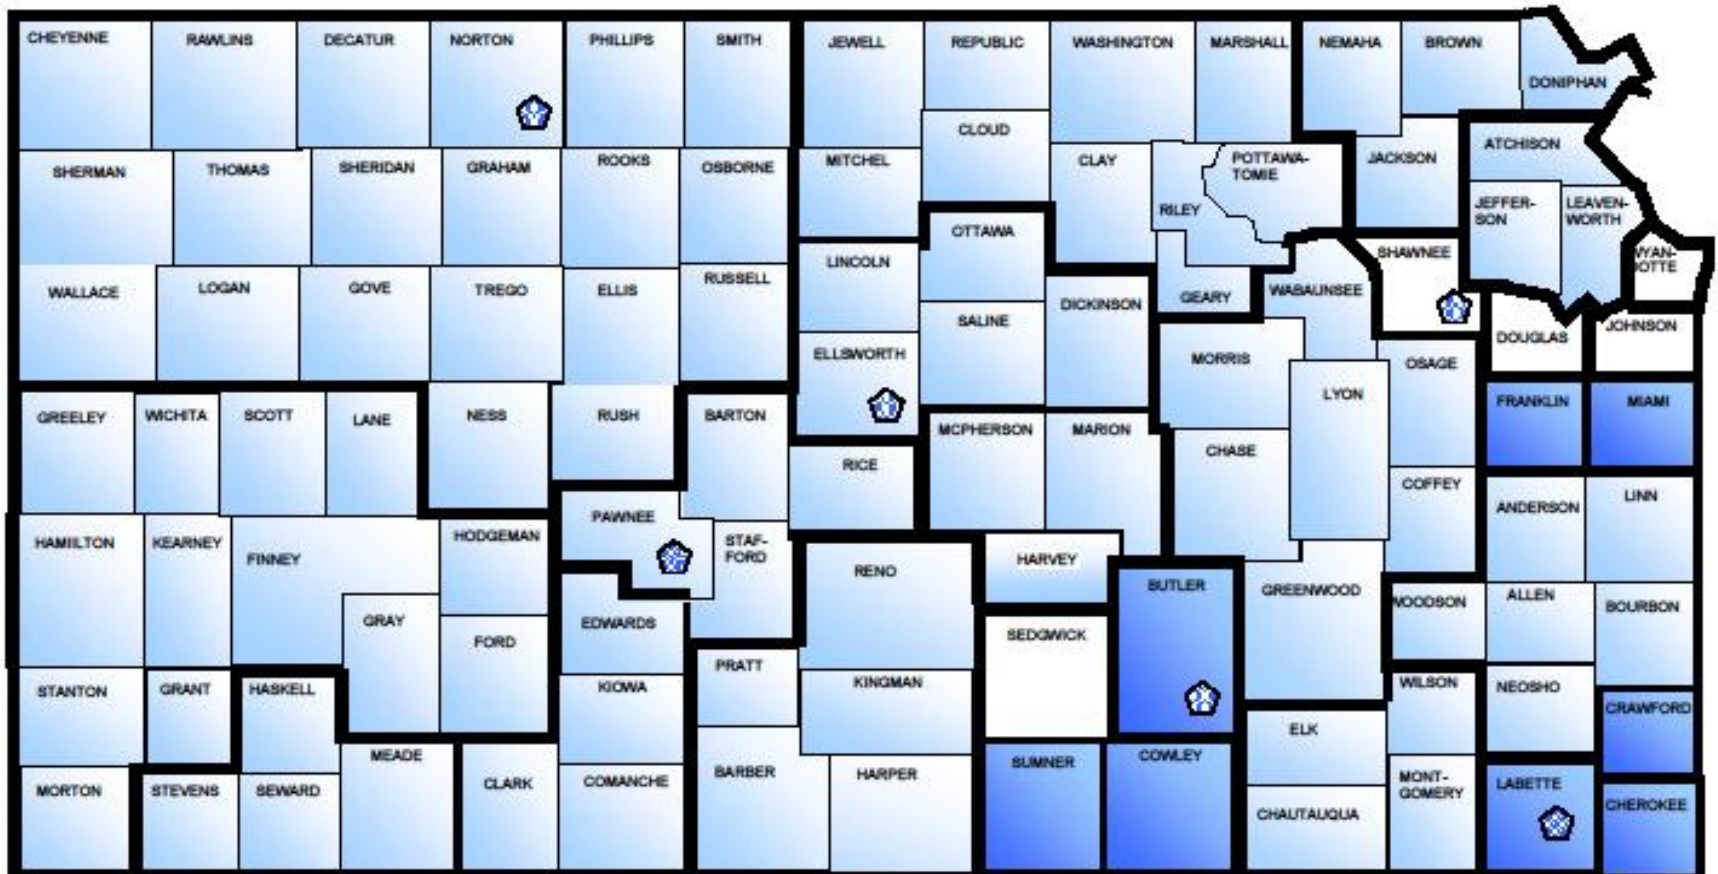 CHEYENNE
RAWLINS
DECATUR
NORTON
PHILLIPS
SMITH
JEWELL
REPUBLIC
WASHINGTON
MARSHALL
NEMAHA
BROWN
DONIPHAN
CLOUD
ATCHISON
SHERMAN
THOMAS
SHERIDAN
GRAHAM
ROOKS
OSBORNE
MITCHEL
CLAY
RILEY
POTTAWA-
TOMIE
JACKSON
JEFFER-
SON
LEAVEN-
WORTH
OTTAWA
SHAWNEE
WYAN-
DOTTE
WALLACE
LOGAN
GOVE
TREGO
ELLIS
RUSSELL
LINCOLN
SALINE
DICKINSON
GEARY
WABAUNSEE
DOUGLAS
JOHNSON
ELLSWORTH
MORRIS
LYON
OSAGE
FRANKLIN
MIAMI
GREELEY
WICHITA
SCOTT
LANE
NESS
RUSH
BARTON
RICE
MCPHERSON
MARION
CHASE
COFFEY
ANDERSON
LINN
HAMIILTON
KEARNEY
FINNEY
HODGEMAN
PAWNEE
STAF-
FORD
RENO
HARVEY
BUTLER
GREENWOOD
WOODSON
ALLEN
BOURBON
GRAY
FORD
EDWARDS
SEDGWICK
STANTON
GRANT
HASKELL
KIOWA
PRATT
KINGMAN
WILSON
NEOSHO
CRAWFORD
ELK
MEADE
CLARK
COMANCHE
BARBER
HARPER
SUMNER
COWLEY
MONT-
GOMERY
LABETTE
CHEROKEE
MORTON
STEVENS
SEWARD
CHAUTAUQUA